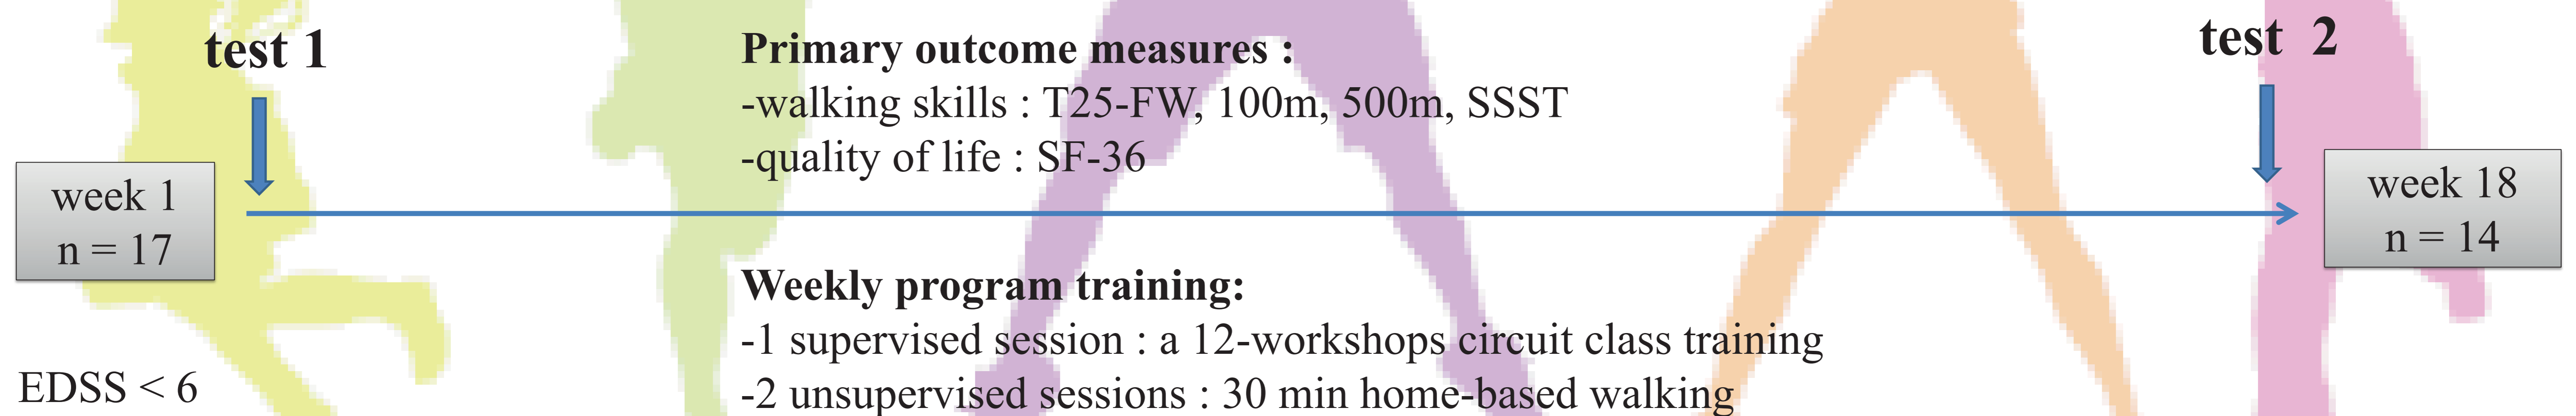 test 1
week 1
n = 17
EDSS < 6
Primary outcome measures :
-walking skills : T25-FW, 100m, 500m, SSST
-quality of life : SF-36
Weekly program training:
-1 supervised session : a 12-workshops circuit class training
-2 unsupervised sessions : 30 min home-based walking
test 2
week 18
n = 14